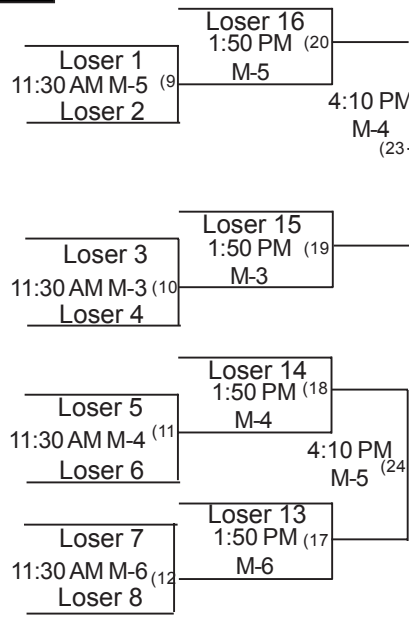 Loser 16
1:50 PM (20
M-5
Loser 1
11:30 AM M-5 (9
Loser 2
4:10 PM
M-4
(23
Loser 15
1:50 PM (19
M-3
Loser 3
11:30 AM M-3 (10
Loser 4
Loser 14
1:50 PM (18
M-4
Loser 5
11:30 AM M-4 (11
Loser 6
4:10 PM
M-5 (24
Loser 13
1:50 PM (17
M-6
Loser 7
11:30 AM M-6 (12
Loser 8